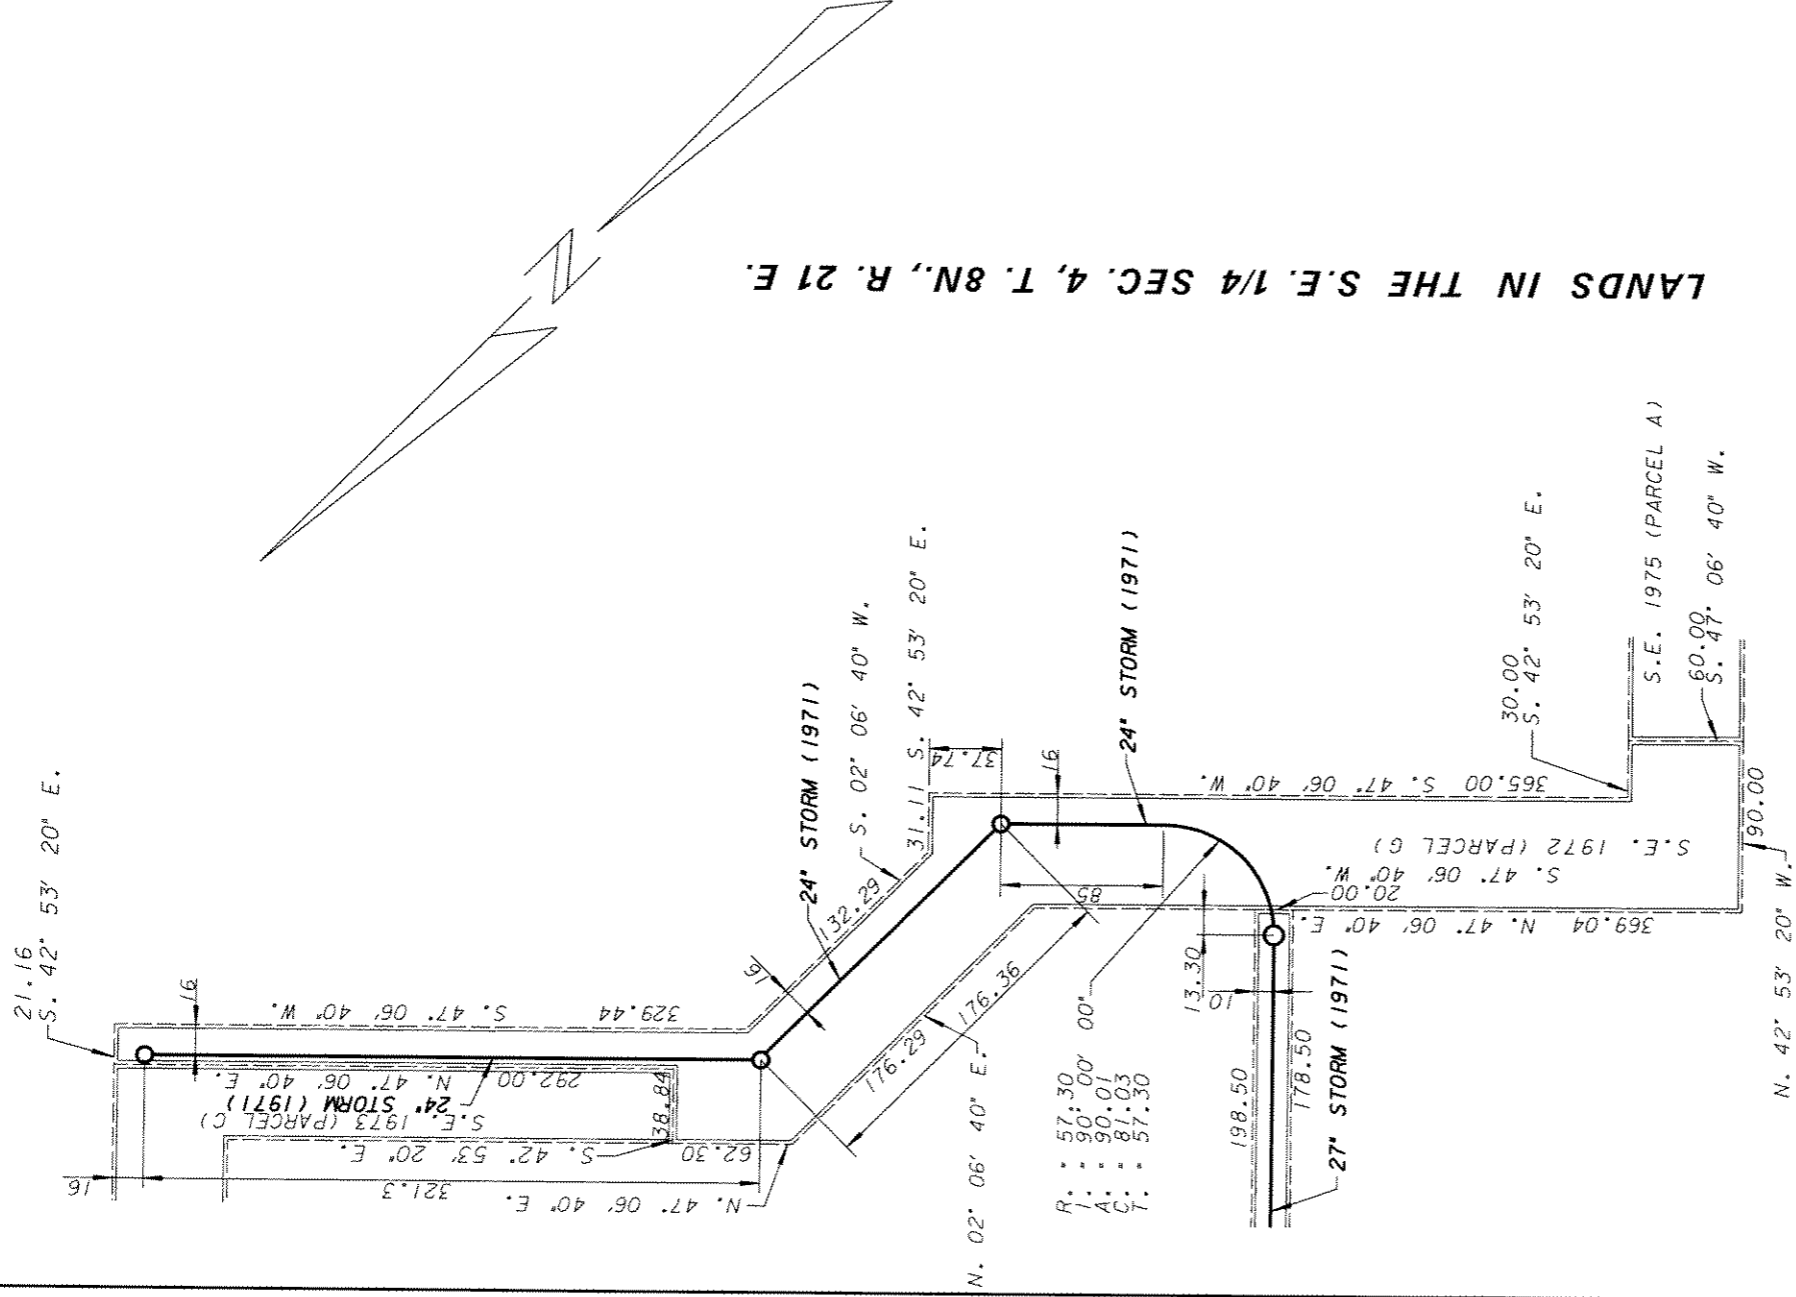 N
LANDS IN THE S.E. 1/4 SEC. 4, T. 8N., R. 21 E.
21.16
S. 42° 53' 20" E.
16
329.44 S. 47° 06' 40" W.
292.00 N. 47° 06' 40" E.
24" STORM (1971)
S.E. 1973 (PARCEL C)
38.84
S. 42° 53' 20" E.
62.30
321.3
N. 47° 06' 40" E.
16
24" STORM (1971)
S. 02° 06' 40" W.
132.29
16
31.11 S. 42° 53' 20" E.
37.74
16
24" STORM (1971)
365.00 S. 47° 06' 40" W.
30.00
S. 42° 53' 20" E.
S.E. 1975 (PARCEL A)
60.00
S. 47° 06' 40" W.
S.E. 1972 (PARCEL G)
S. 47° 06' 40" W.
20.00
85
369.04 N. 47° 06' 40" E.
90.00
N. 42° 53' 20" W.
176.36
176.29
N. 02° 06' 40" E.
R. = 57.30
I. = 90° 00' 00"
A. = 90.01
C. = 81.03
T. = 57.30
13.30
10
198.50
178.50
27" STORM (1971)